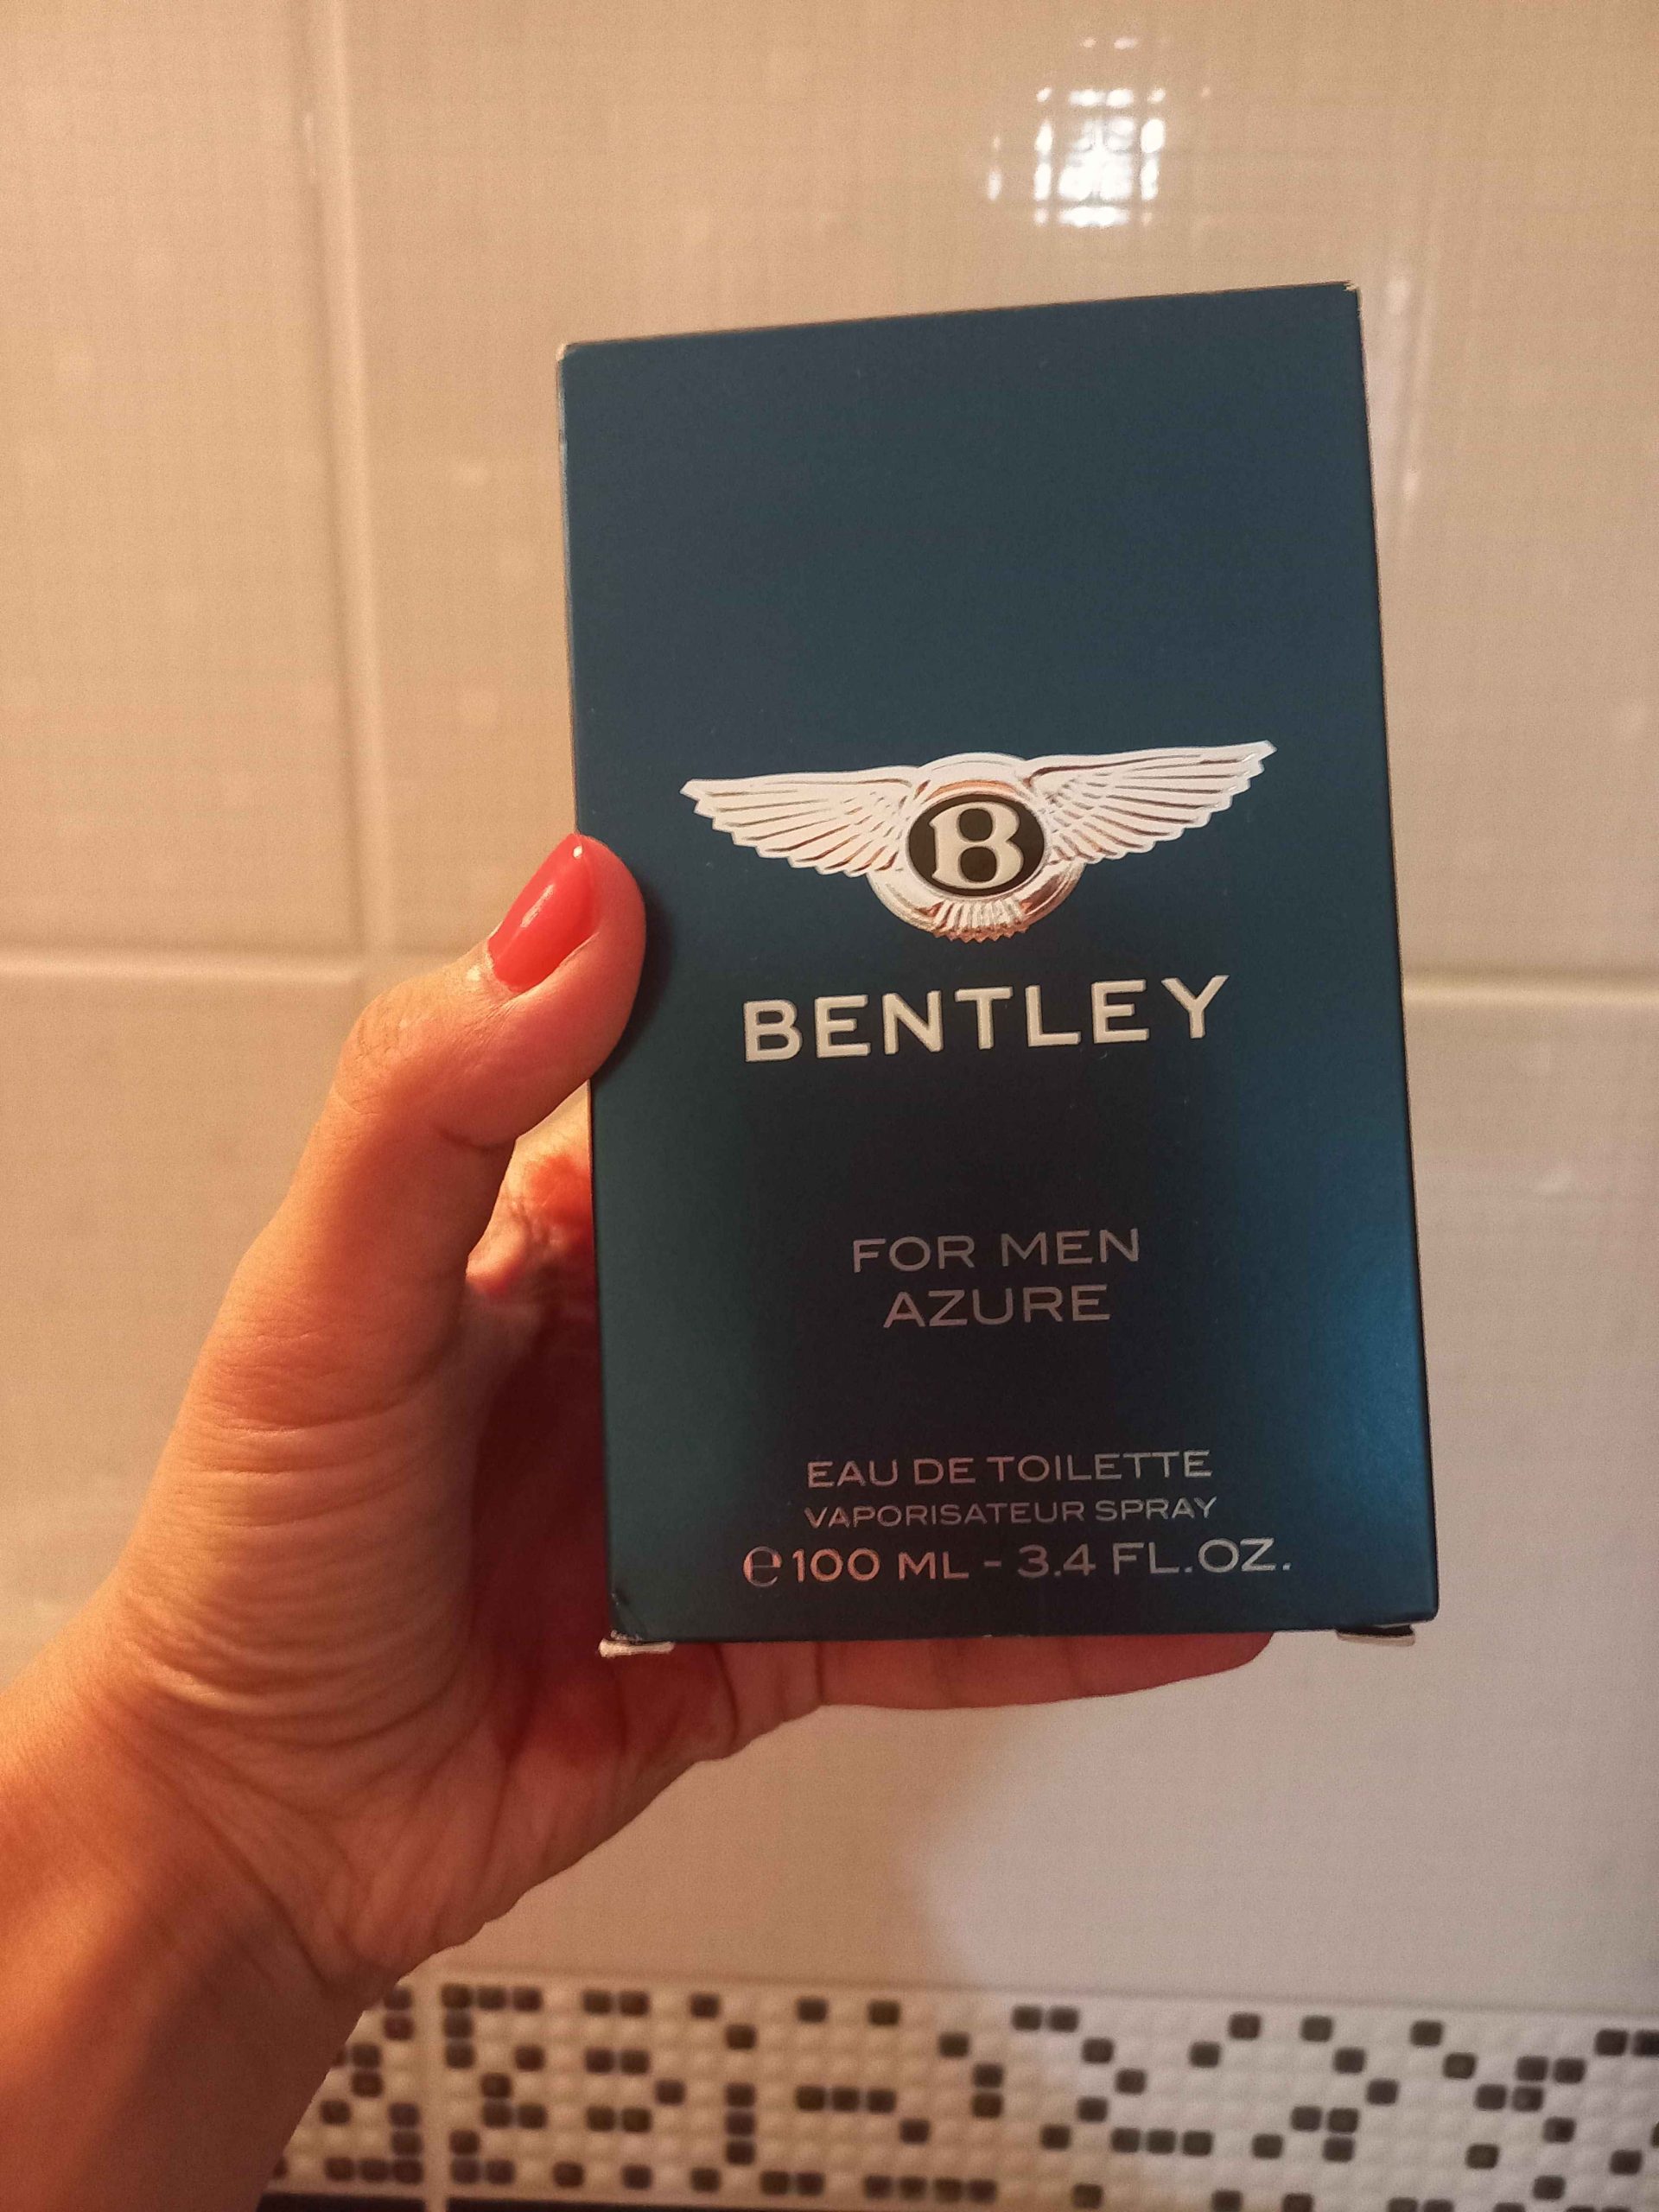 B
BENTLEY
FOR MEN
AZURE
EAU DE TOILETTE
VAPORISATEUR SPRAY
℮100 ML - 3.4 FL.OZ.